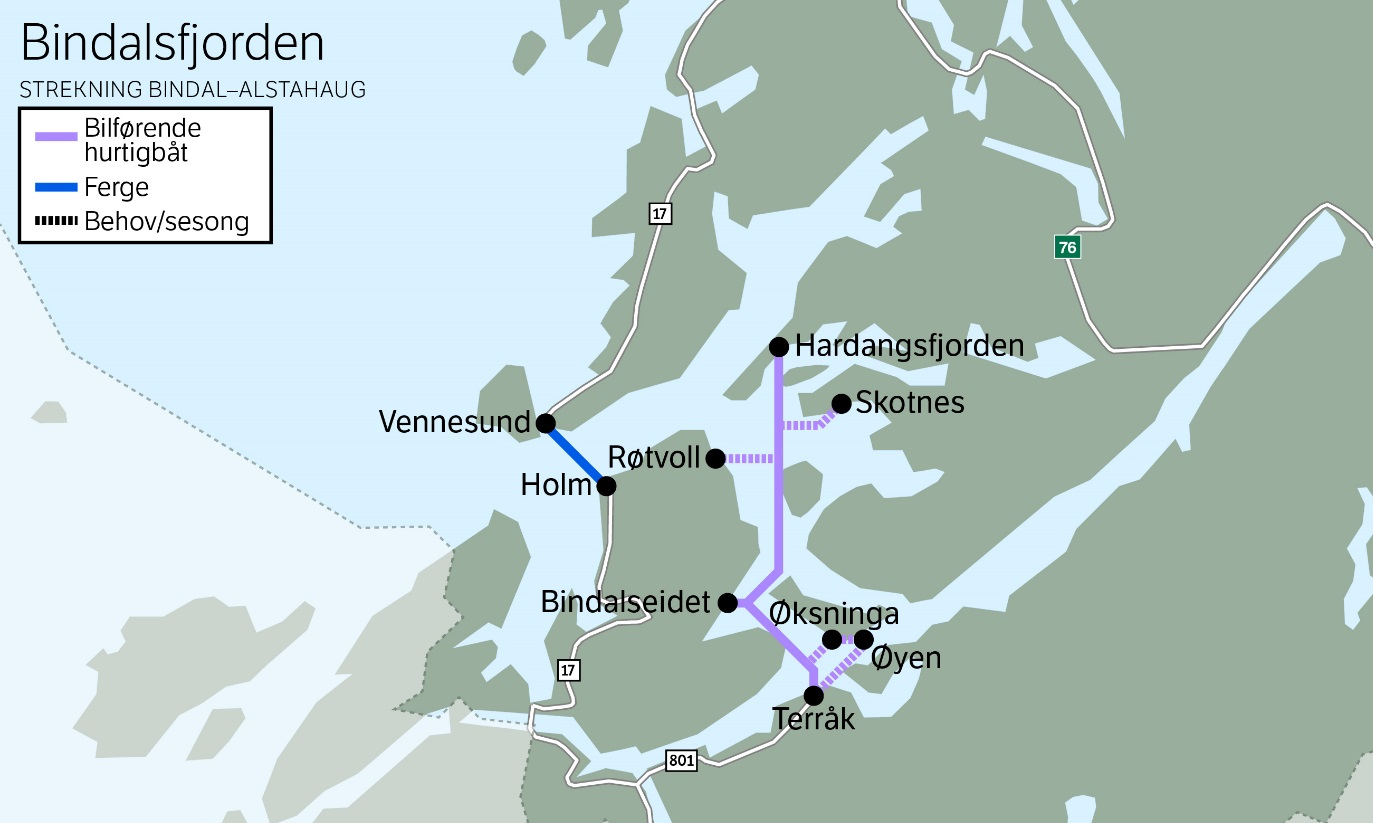 Bindalsfjorden
STREKNING BINDAL–ALSTAHAUG
Bilførende
hurtigbåt
Ferge
Behov/sesong
17
76
Hardangsfjorden
Skotnes
Vennesund
Røtvoll
Holm
Bindalseidet
Øksninga
Øyen
17
Terråk
801